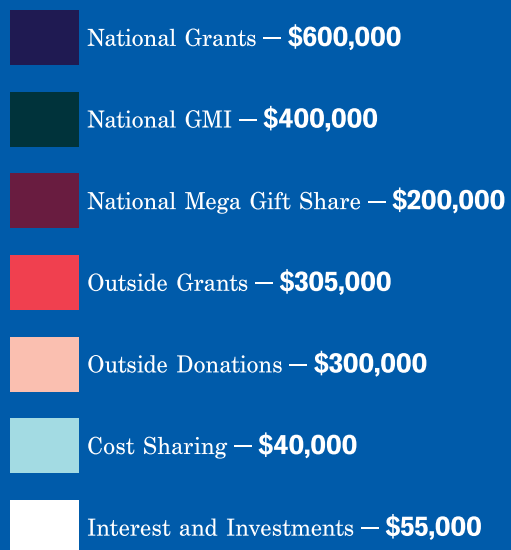 National Grants — $600,000
National GMI — $400,000
National Mega Gift Share — $200,000
Outside Grants — $305,000
Outside Donations — $300,000
Cost Sharing — $40,000
Interest and Investments — $55,000